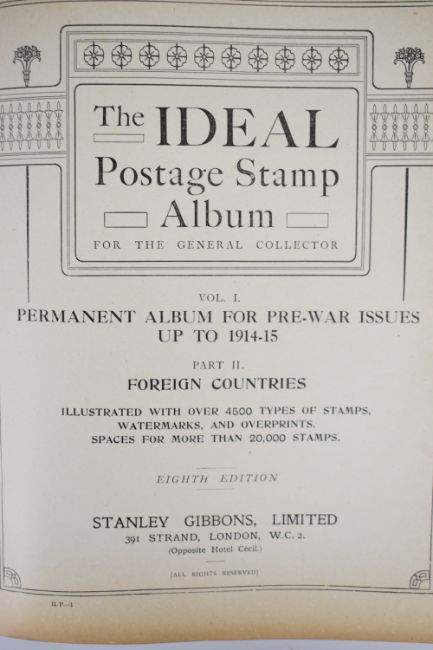 The IDEAL
Postage Stamp
Album
FOR THE GENERAL COLLECTOR
VOL. I.
PERMANENT ALBUM FOR PRE-WAR ISSUES
UP TO 1914-15
PART II.
FOREIGN COUNTRIES
ILLUSTRATED WITH OVER 4500 TYPES OF STAMPS,
WATERMARKS, AND OVERPRINTS.
SPACES FOR MORE THAN 20,000 STAMPS.
EIGHTH EDITION
STANLEY GIBBONS, LIMITED
391 STRAND, LONDON, W.C. 2.
(Opposite Hotel Cecil.)
[ALL RIGHTS RESERVED]
II. P.—1